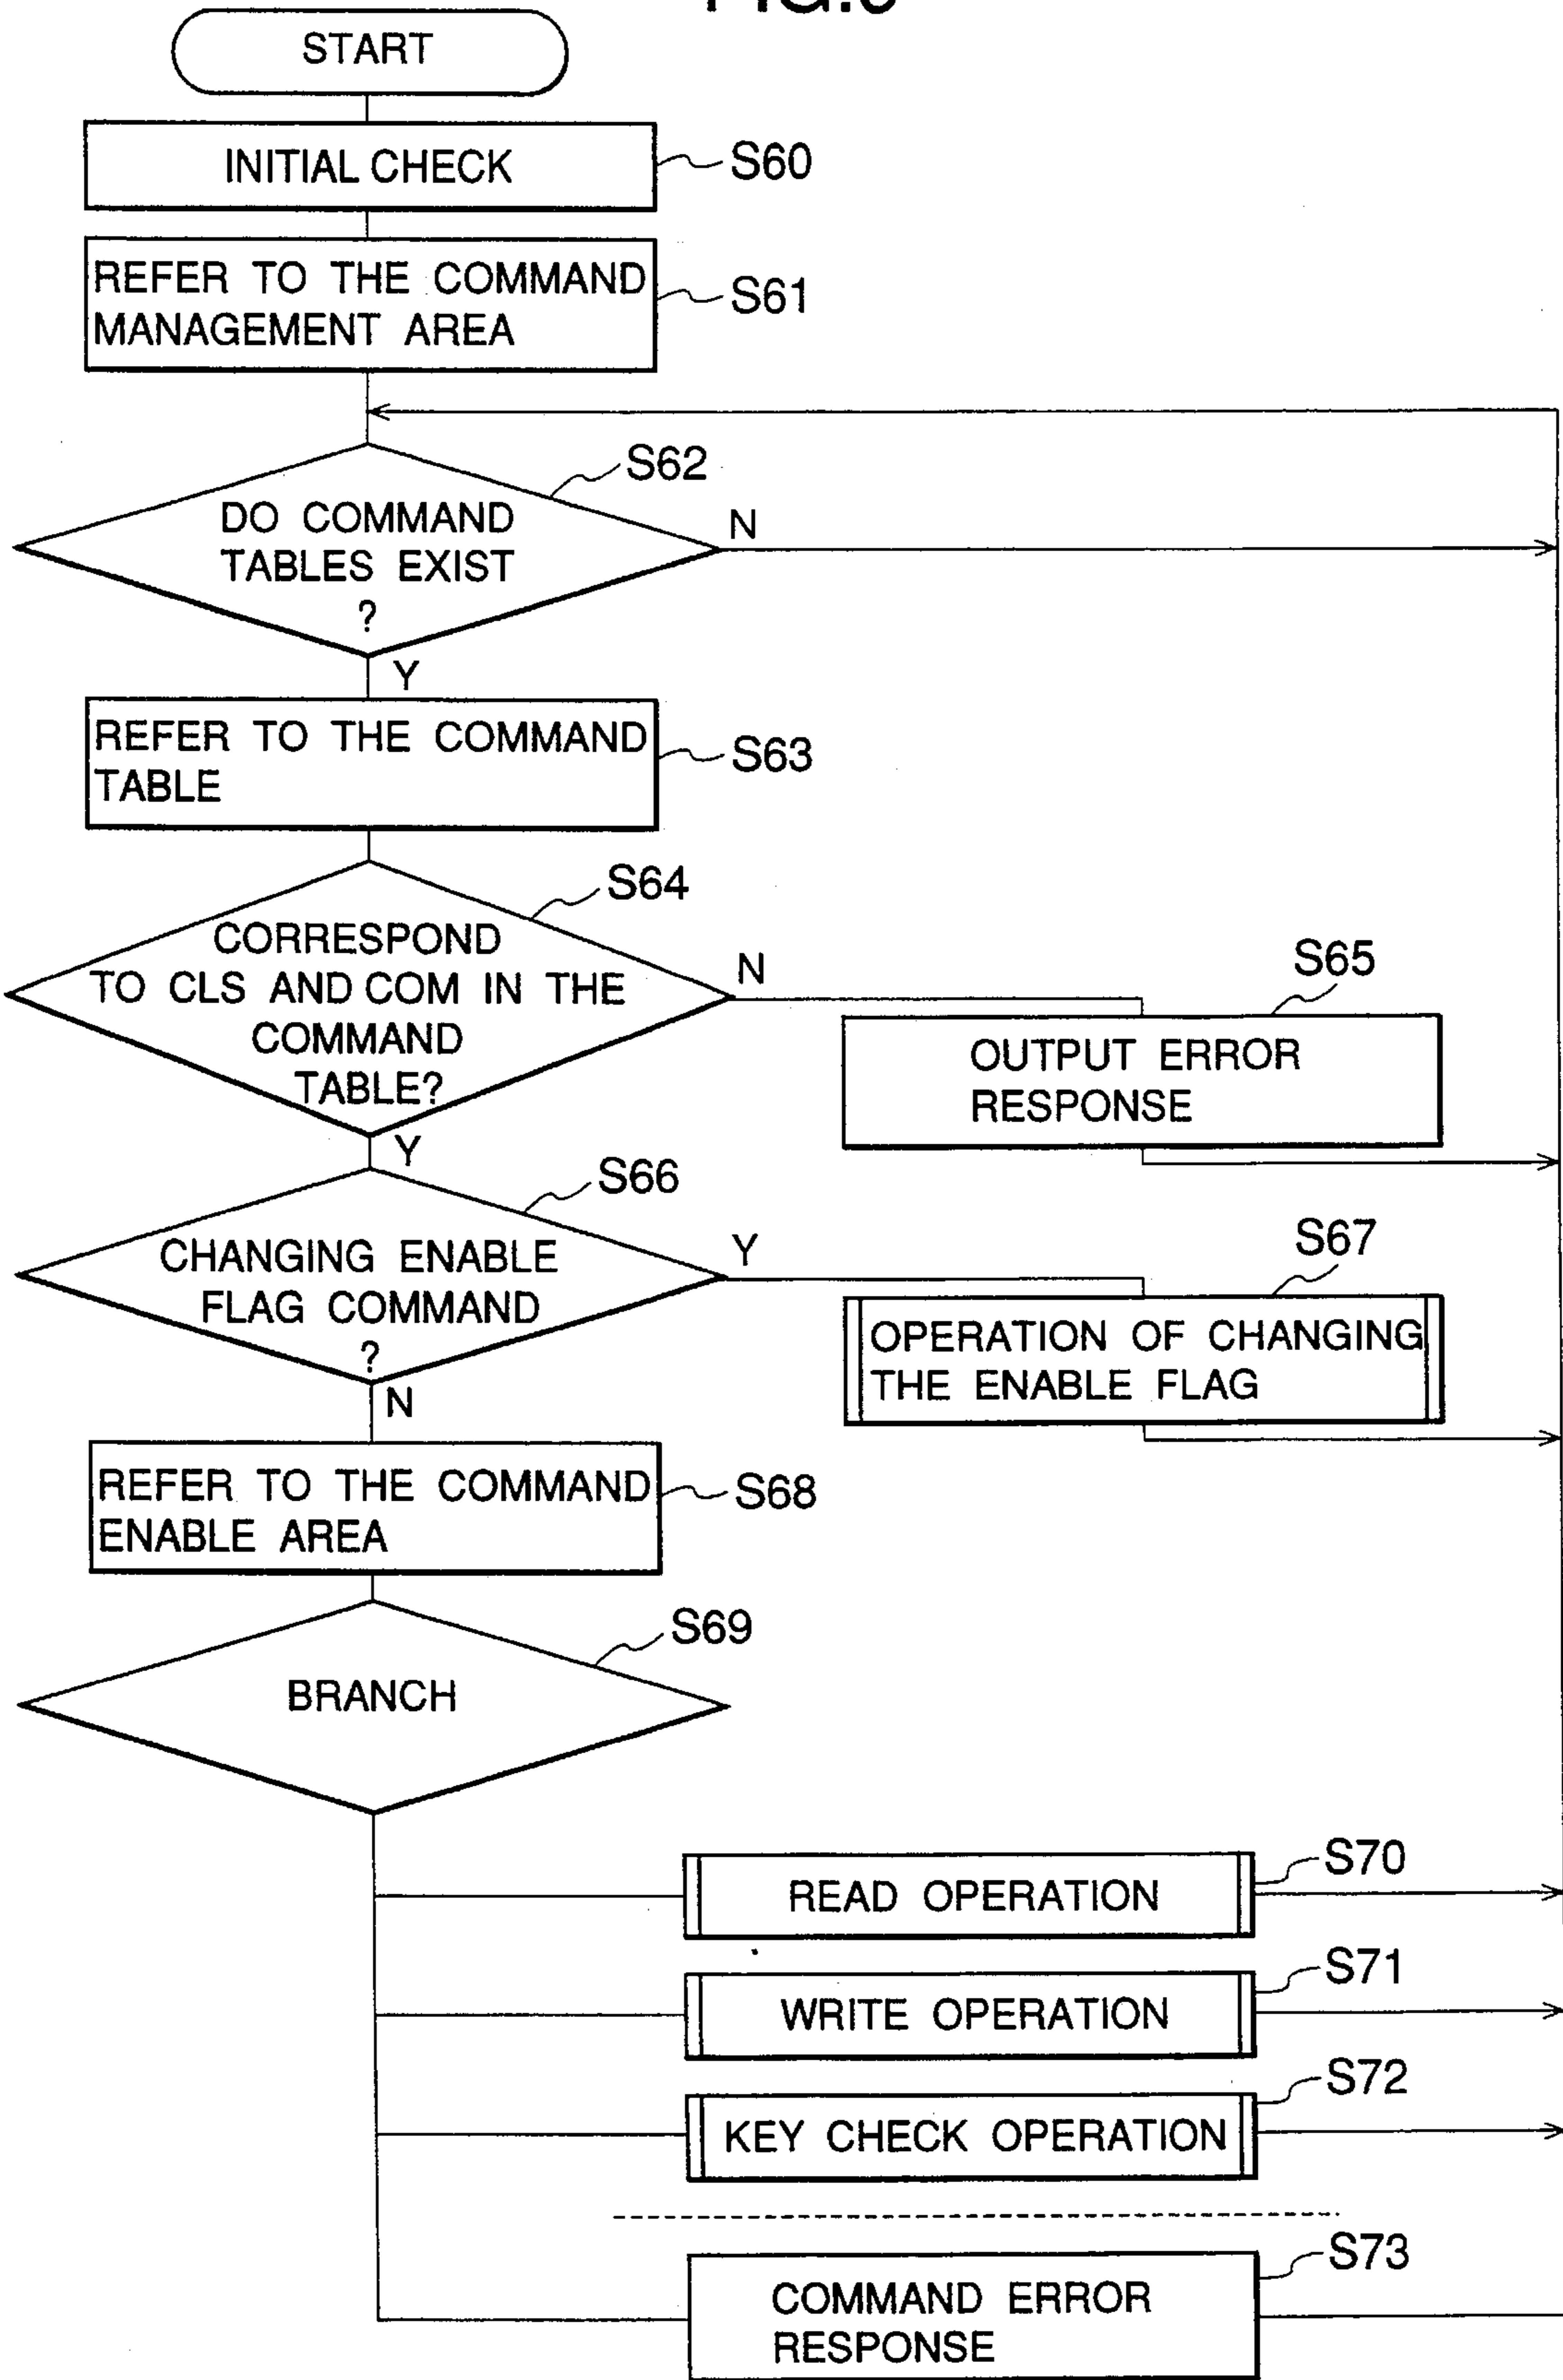 START
INITIAL CHECK
S60
REFER TO THE COMMAND
MANAGEMENT AREA
S61
S62
DO COMMAND
TABLES EXIST
?
N
Y
REFER TO THE COMMAND
TABLE
S63
S64
CORRESPOND
TO CLS AND COM IN THE
COMMAND
TABLE?
N
S65
OUTPUT ERROR
RESPONSE
Y
S66
CHANGING ENABLE
FLAG COMMAND
?
Y
S67
OPERATION OF CHANGING
THE ENABLE FLAG
N
REFER TO THE COMMAND
ENABLE AREA
S68
S69
BRANCH
S70
READ OPERATION
S71
WRITE OPERATION
S72
KEY CHECK OPERATION
S73
COMMAND ERROR
RESPONSE